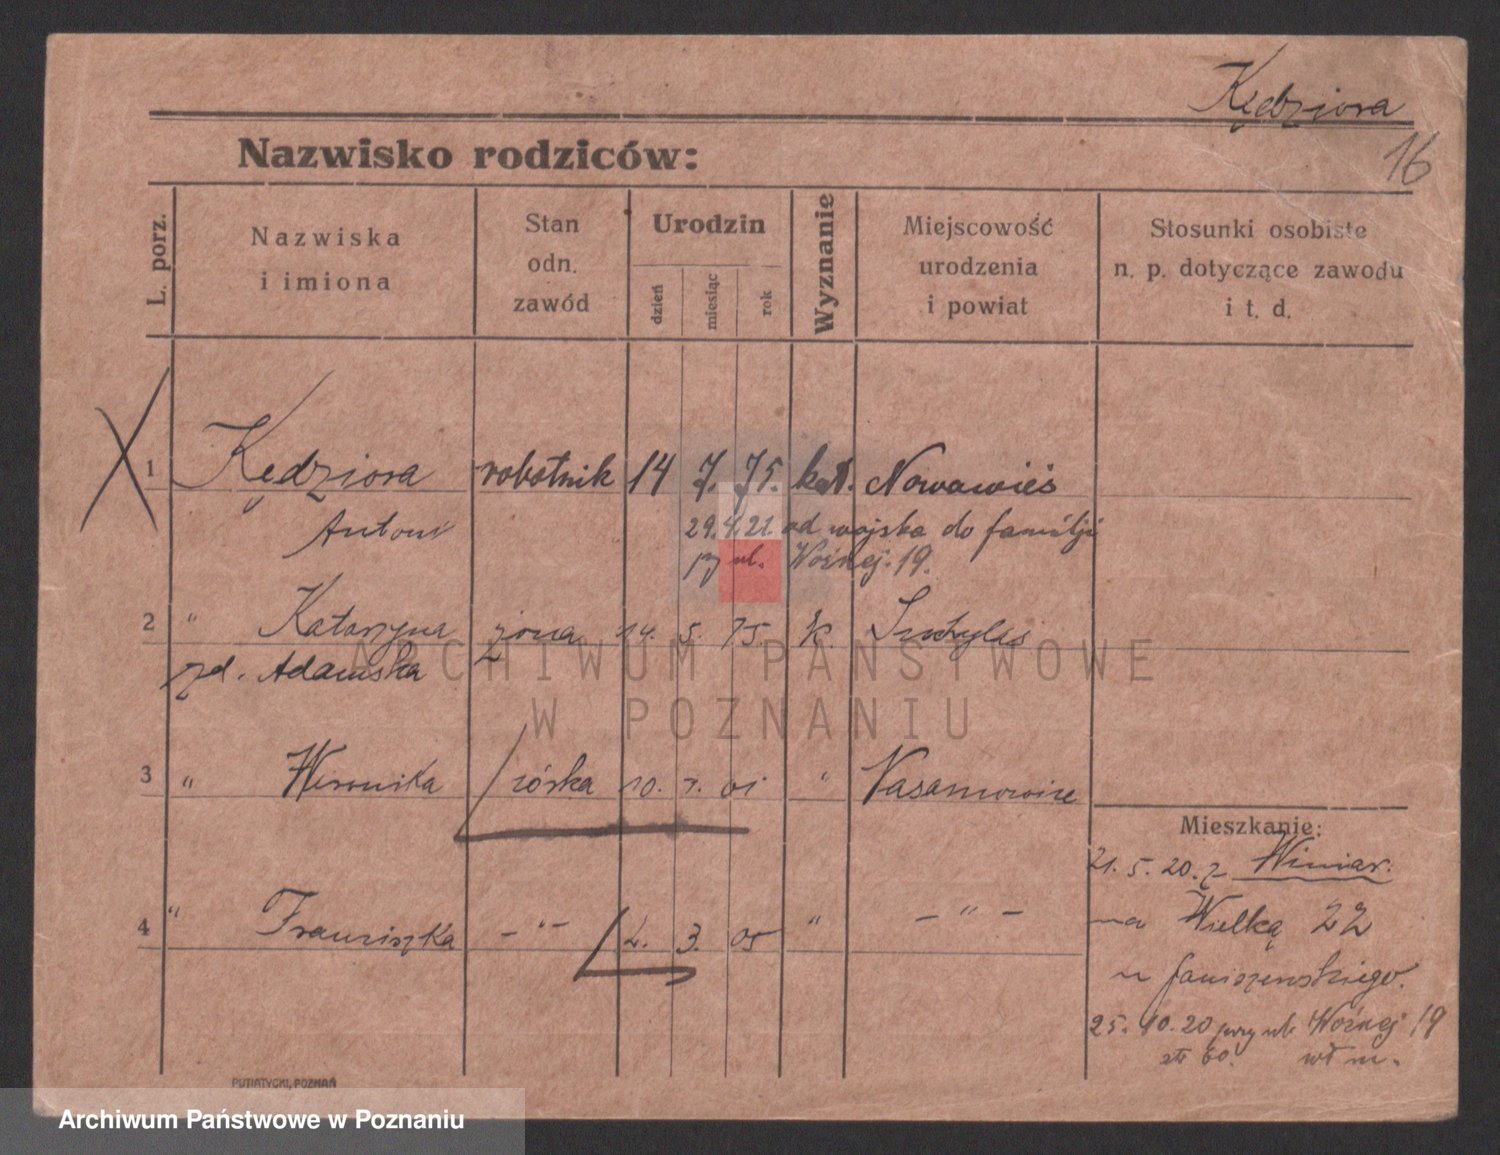 Kędziora
16
Nazwisko rodziców:
L. porz.
Nazwiska
i imiona
Stan
odn.
zawód
Urodzin
dzień
miesiąc
rok
Wyznanie
Miejscowość
urodzenia
i powiat
Stosunki osobiste
n. p. dotyczące zawodu
i t. d.
1 Kędziora robotnik 14 7. 75. kat. Nowawieś
Antoni 29.4.21. od wojska do familji
ul. Woźnej. 19.
2 " Katarzyna żona 14. 5. 75. k.
zd. Adamska
3 " Weronika córka 10. 7. 01 "
4 " Franciszka - " - 2. 3. 05 " - " -
Mieszkanie:
21. 5. 20. z Winiar.
na Wielką 22
u Janiszewskiego.
25. 10. 20 przy ul. Woźnej 19
PUTIATYCKI, POZNAŃ
ARCHIWUM PAŃSTWOWE
W POZNANIU
Archiwum Państwowe w Poznaniu